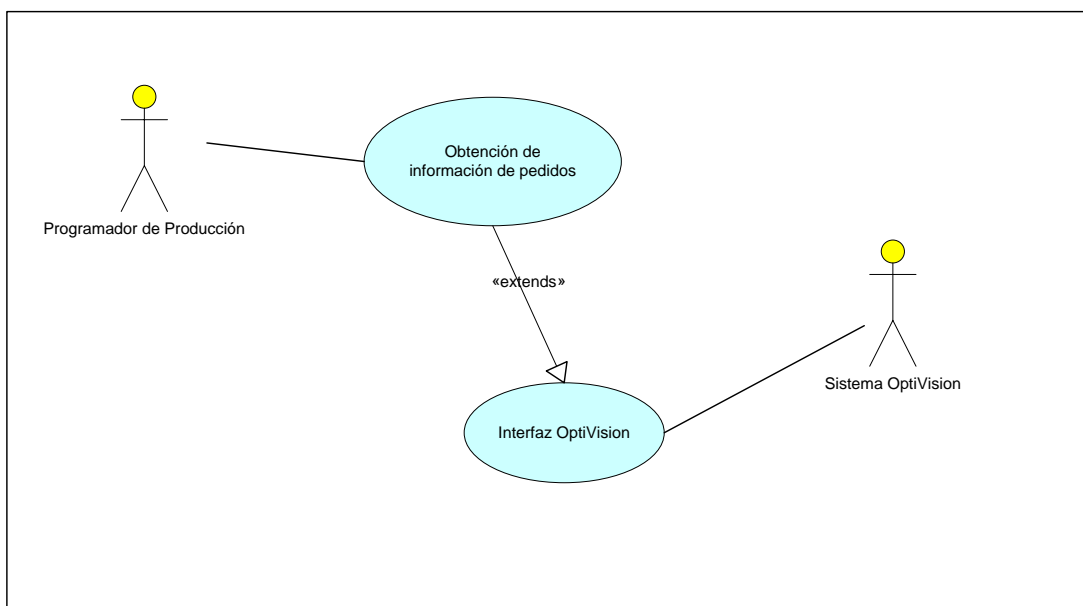 Obtención de
información de pedidos
Programador de Producción
«extends»
Sistema OptiVision
Interfaz OptiVision